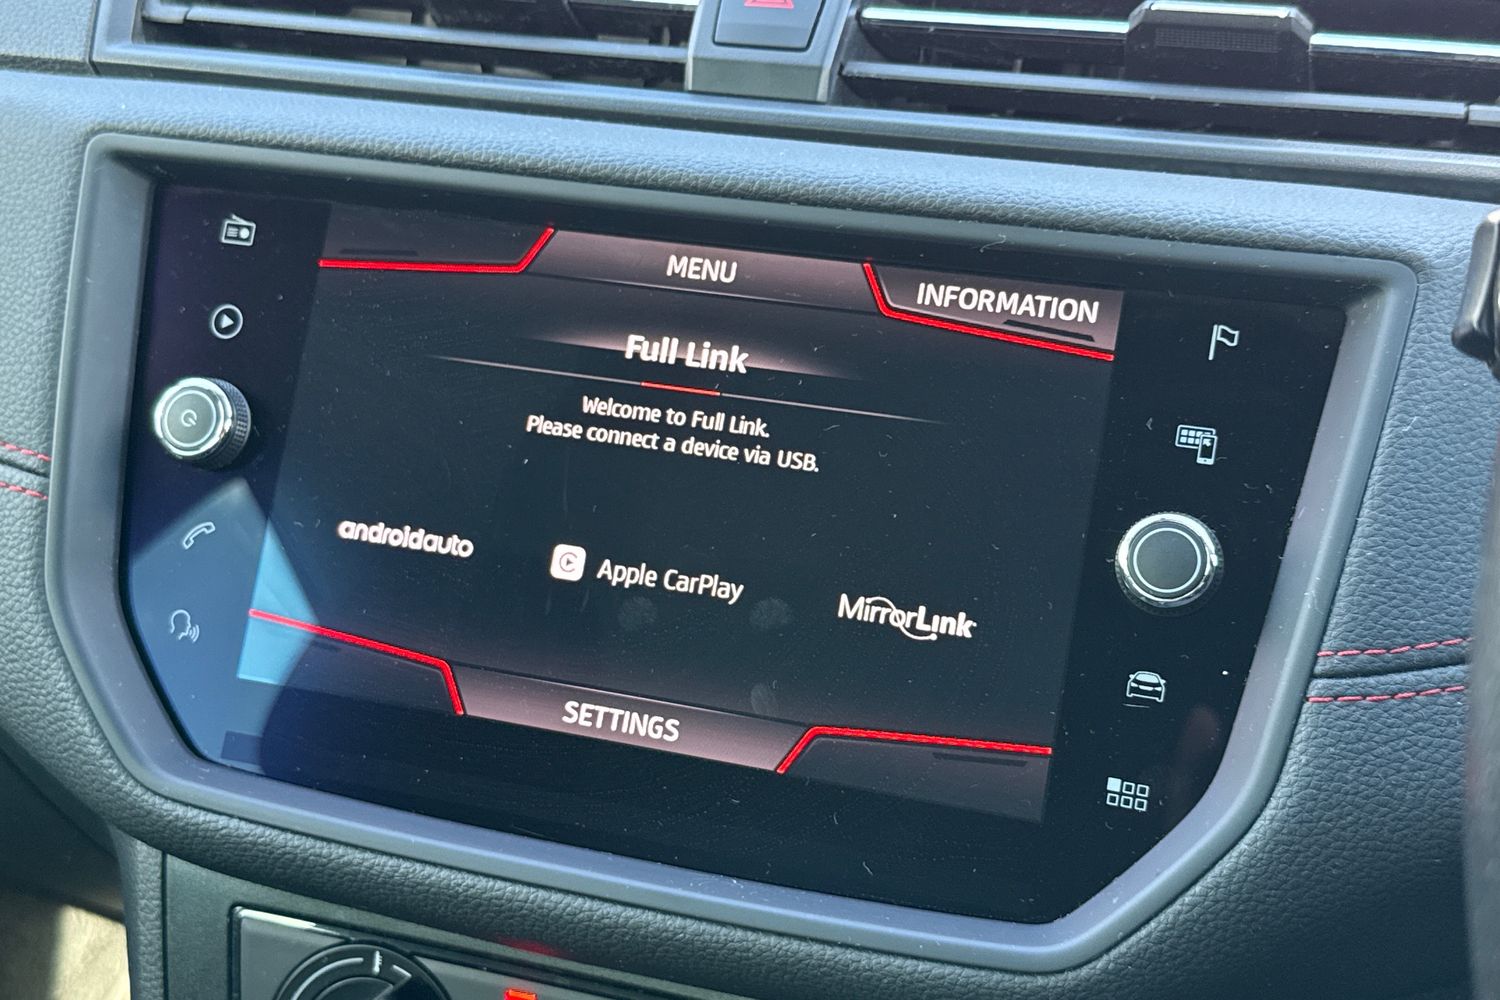 MENU
INFORMATION
Full Link
Welcome to Full Link.
Please connect a device via USB.
androidauto
Apple CarPlay
MirrorLink
SETTINGS